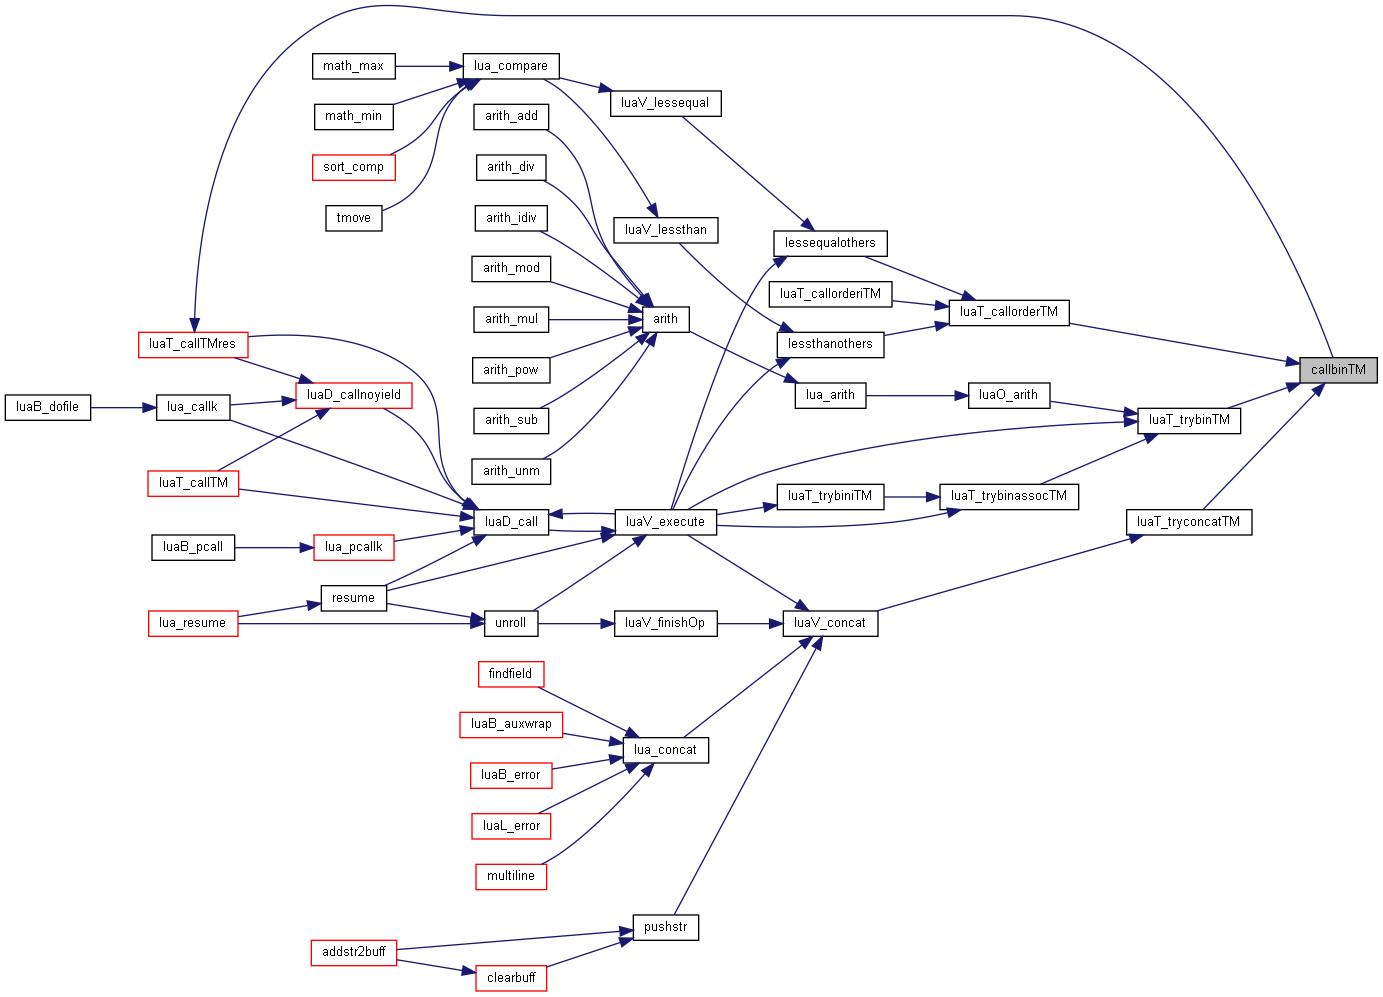 math_max
lua_compare
luaV_lessequal
math_min
arith_add
sort_comp
arith_div
tmove
arith_idiv
luaV_lessthan
lessequalothers
arith_mod
luaT_callorderiTM
luaT_callorderTM
arith_mul
arith
luaT_callTMres
lessthanothers
arith_pow
callbinTM
luaD_callnoyield
lua_arith
luaO_arith
luaB_dofile
lua_callk
arith_sub
luaT_trybinTM
arith_unm
luaT_callTM
luaT_trybiniTM
luaT_trybinassocTM
luaD_call
luaV_execute
luaT_tryconcatTM
luaB_pcall
lua_pcallk
resume
lua_resume
unroll
luaV_finishOp
luaV_concat
findfield
luaB_auxwrap
lua_concat
luaB_error
luaL_error
multiline
pushstr
addstr2buff
clearbuff